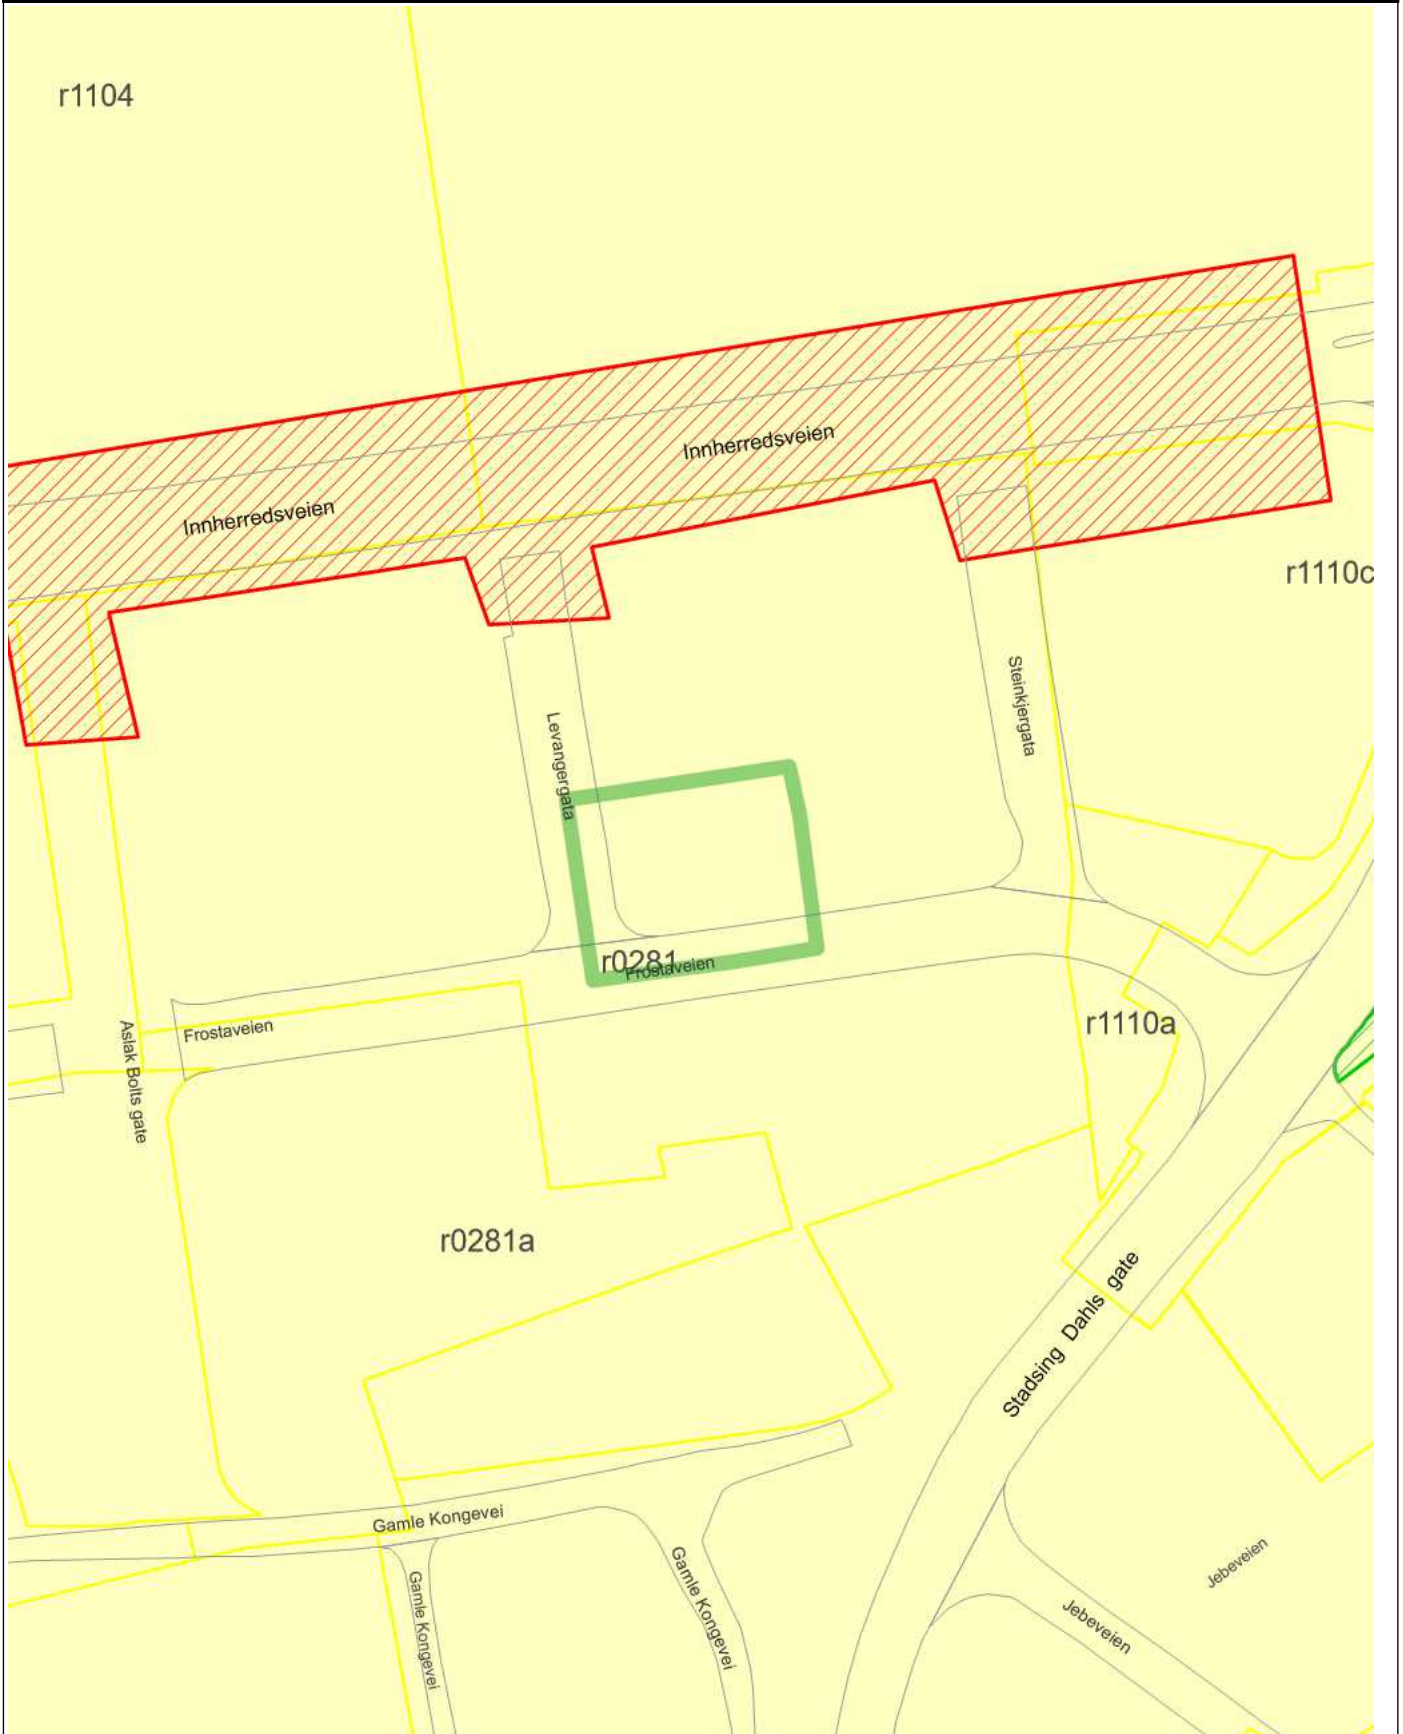 r1104
Innherredsveien
Innherredsveien
r1110c
Steinkjergata
Levangergata
r0281
Frostaveien
r1110a
Frostaveien
Aslak Bolts gate
r0281a
Stadsing Dahls gate
Gamle Kongevei
Gamle Kongevei
Gamle Kongevei
Jebeveien
Jebeveien